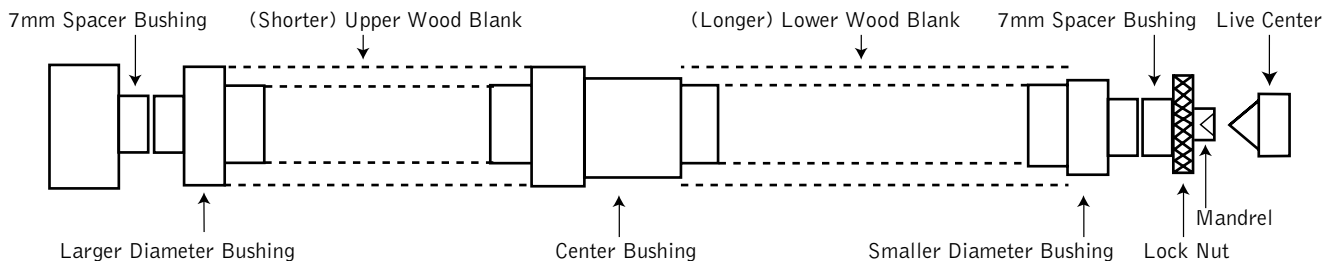 7mm Spacer Bushing
(Shorter) Upper Wood Blank
(Longer) Lower Wood Blank
7mm Spacer Bushing
Live Center
Mandrel
Larger Diameter Bushing
Center Bushing
Smaller Diameter Bushing
Lock Nut